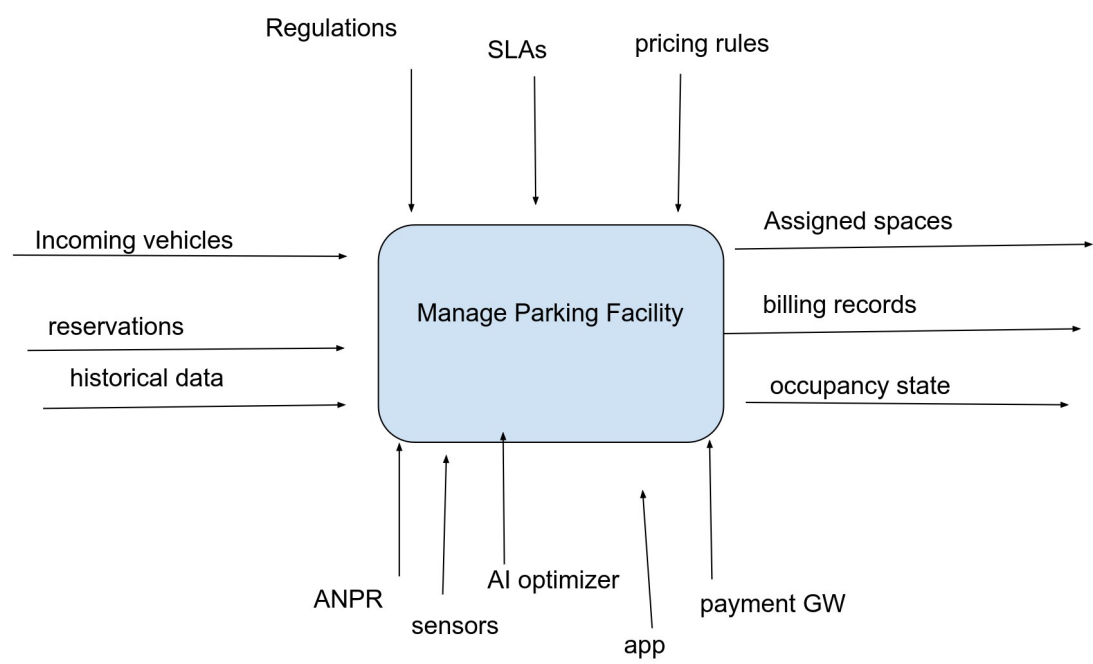 Regulations
SLAs
pricing rules
Incoming vehicles
Assigned spaces
reservations
Manage Parking Facility
billing records
historical data
occupancy state
ANPR
sensors
AI optimizer
app
payment GW